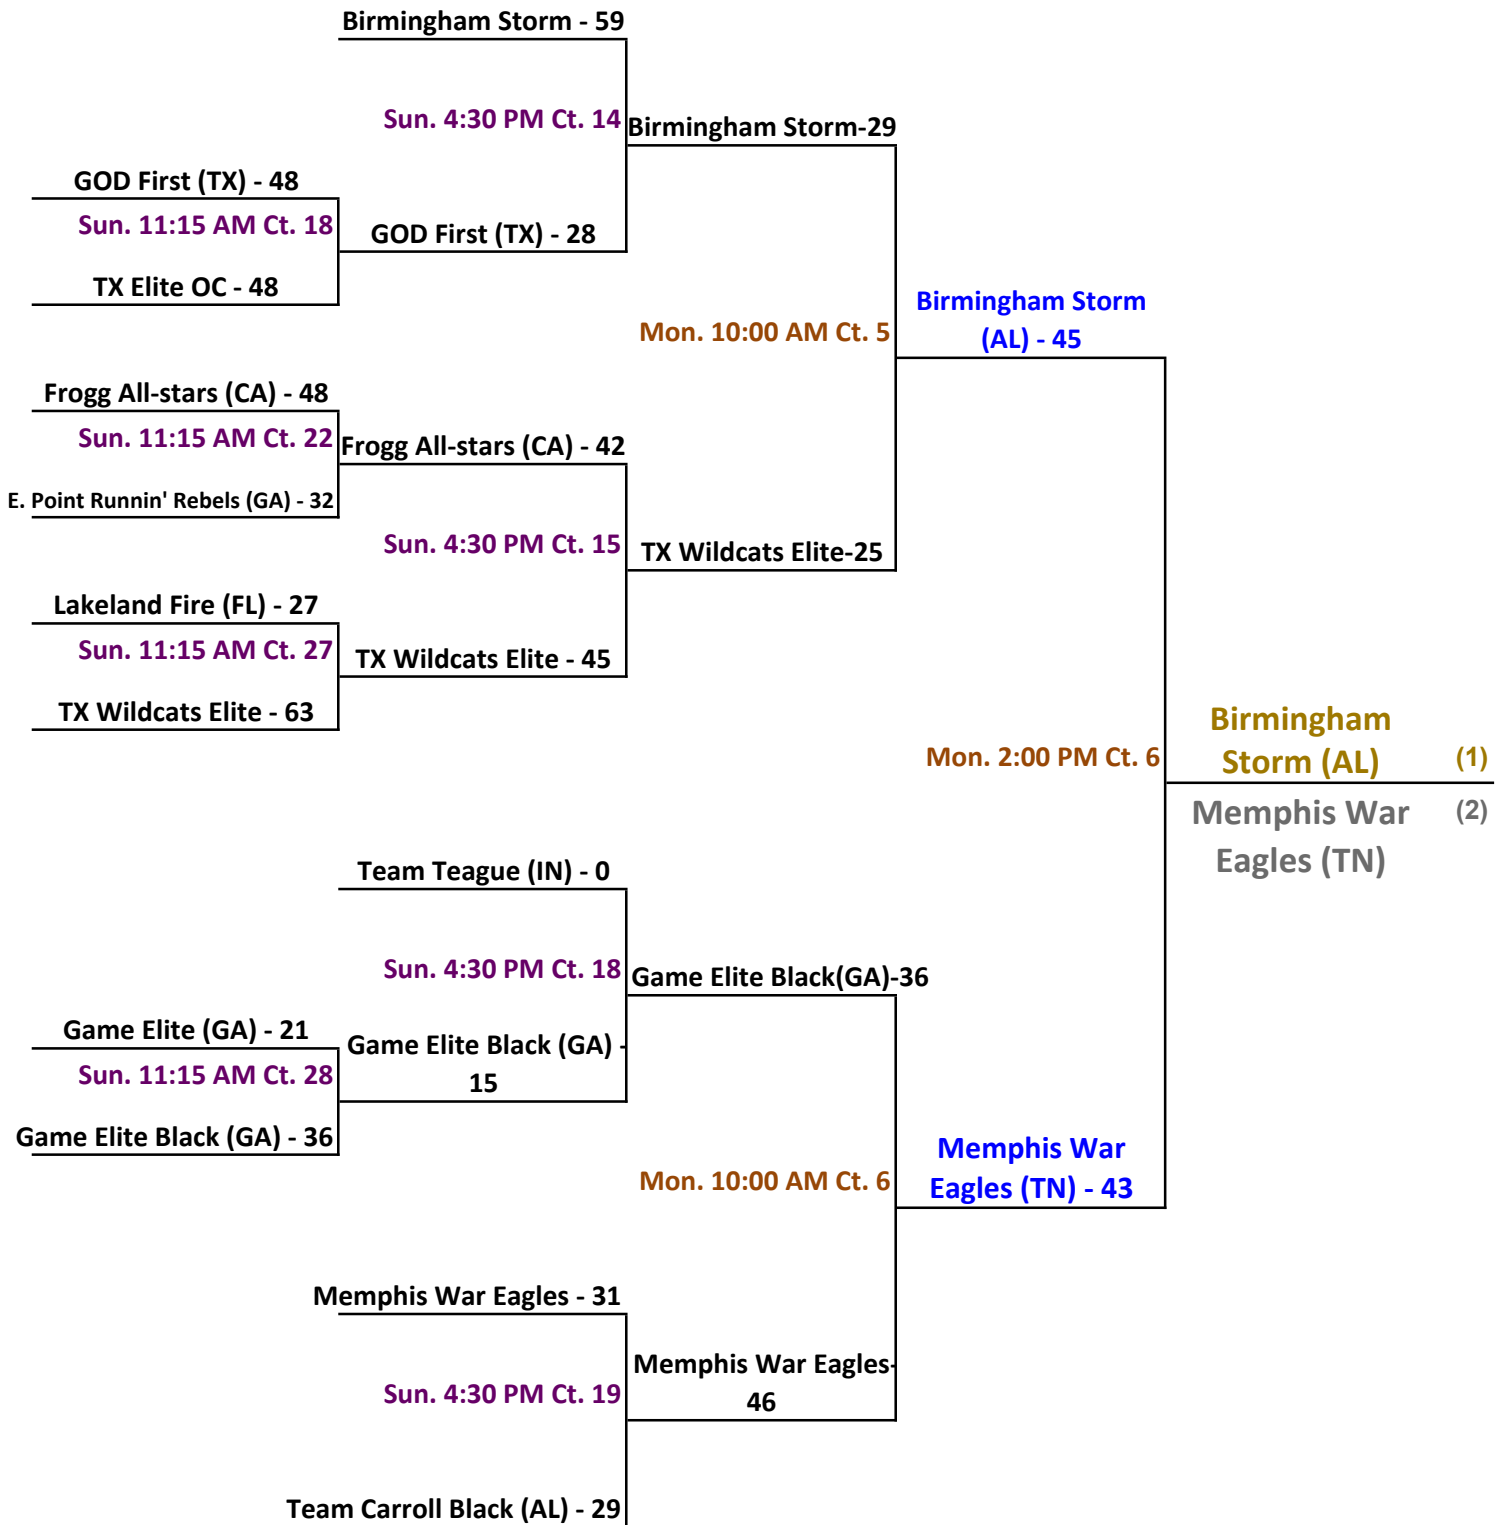 Birmingham Storm - 59
Sun. 4:30 PM Ct. 14
Birmingham Storm-29
GOD First (TX) - 48
Sun. 11:15 AM Ct. 18
GOD First (TX) - 28
TX Elite OC - 48
Birmingham Storm
(AL) - 45
Mon. 10:00 AM Ct. 5
Frogg All-stars (CA) - 48
Sun. 11:15 AM Ct. 22
Frogg All-stars (CA) - 42
E. Point Runnin' Rebels (GA) - 32
Sun. 4:30 PM Ct. 15
TX Wildcats Elite-25
Lakeland Fire (FL) - 27
Sun. 11:15 AM Ct. 27
TX Wildcats Elite - 45
TX Wildcats Elite - 63
Birmingham
Storm (AL)
(1)
Mon. 2:00 PM Ct. 6
Memphis War
Eagles (TN)
(2)
Team Teague (IN) - 0
Sun. 4:30 PM Ct. 18
Game Elite Black(GA)-36
Game Elite (GA) - 21
Sun. 11:15 AM Ct. 28
Game Elite Black (GA) -
15
Game Elite Black (GA) - 36
Memphis War
Eagles (TN) - 43
Mon. 10:00 AM Ct. 6
Memphis War Eagles - 31
Sun. 4:30 PM Ct. 19
Memphis War Eagles-
46
Team Carroll Black (AL) - 29